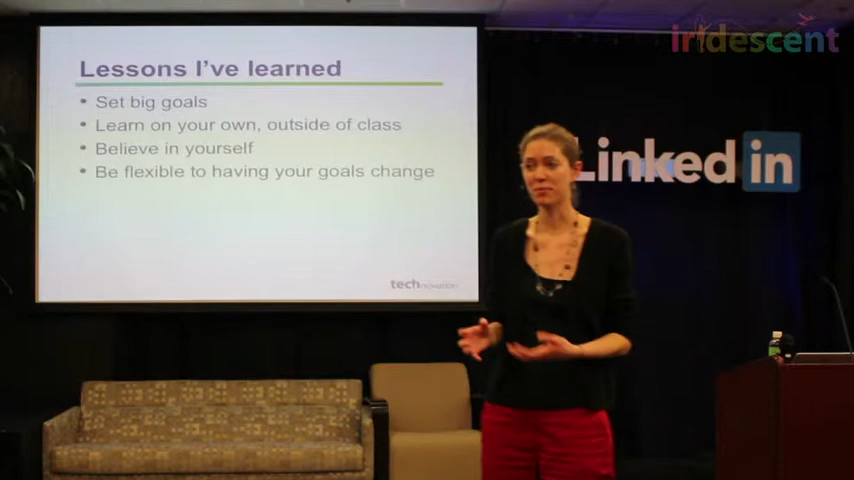 iridescent
Lessons I've learned
• Set big goals
• Learn on your own, outside of class
• Believe in yourself
• Be flexible to having your goals change
technovation
Linked in